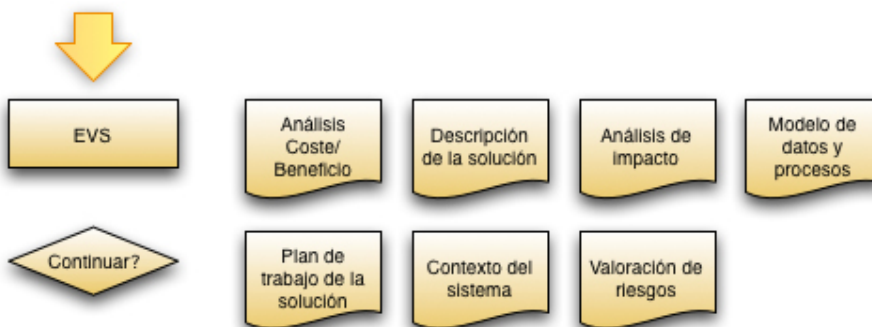 EVS
Análisis
Coste/
Beneficio
Descripción
de la solución
Análisis de
impacto
Modelo de
datos y
procesos
Continuar?
Plan de
trabajo de la
solución
Contexto del
sistema
Valoración de
riesgos